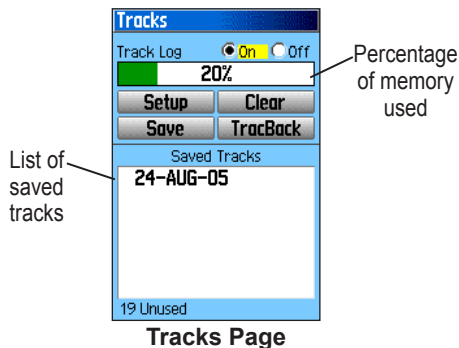 Tracks
Track Log On Off
20%
Setup Clear
Save TracBack
Saved Tracks
24-AUG-05
19 Unused
Percentage
of memory
used
List of
saved
tracks
Tracks Page